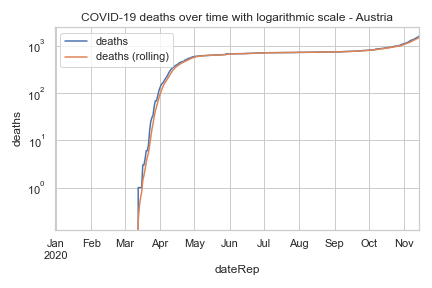 COVID-19 deaths over time with logarithmic scale - Austria
deaths
deaths (rolling)
10³
10²
10¹
10⁰
deaths
Jan Feb Mar Apr May Jun Jul Aug Sep Oct Nov
2020
dateRep